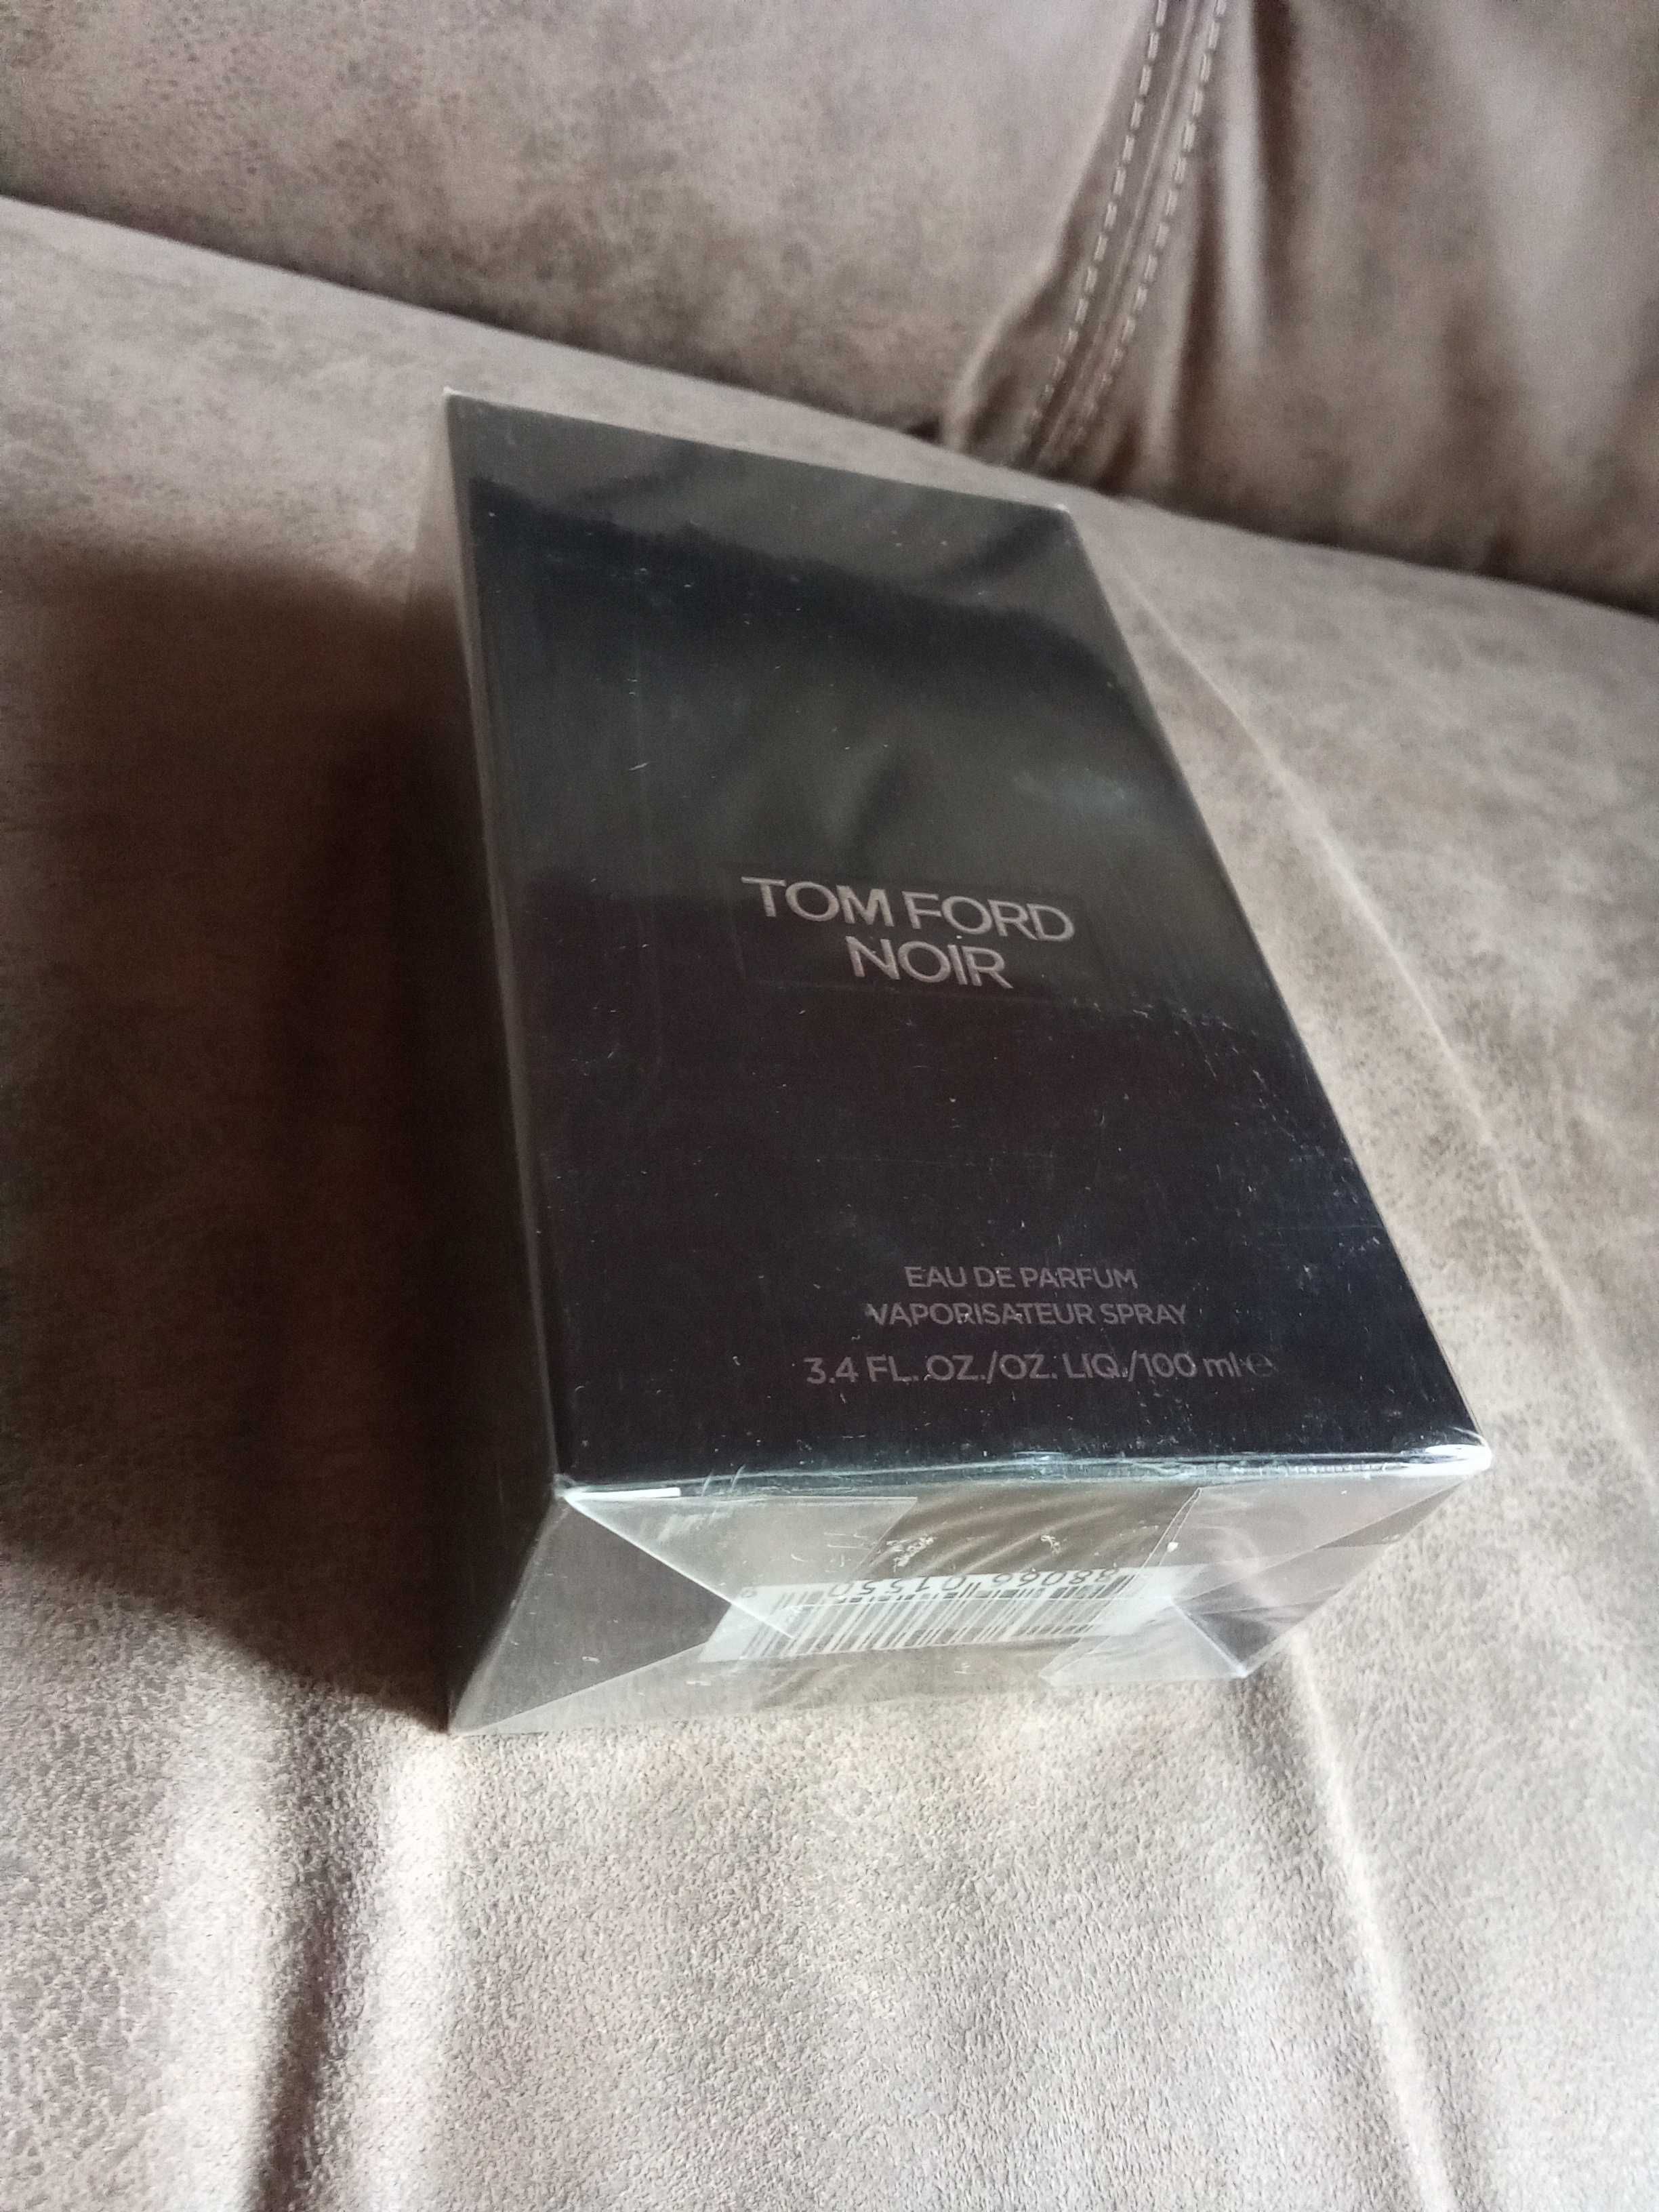 TOM FORD
NOIR
EAU DE PARFUM
VAPORISATEUR SPRAY
3.4 FL. OZ./OZ. LIQ./100 ml ℮